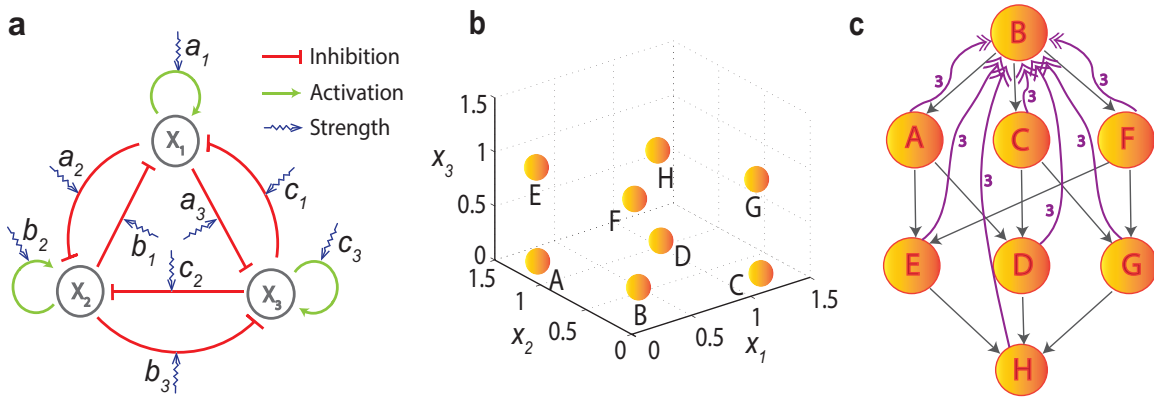 a
a1
Inhibition
Activation
Strength
X1
a2
a3
c1
b2
b1
c2
c3
X2
X3
b3
b
1.5
1
0.5
0
x3
E
H
F
G
A
D
B
C
1.5
1
0.5
0
x2
0
0.5
1
1.5
x1
c
B
3
3
A
C
F
3
3
3
3
E
D
G
H